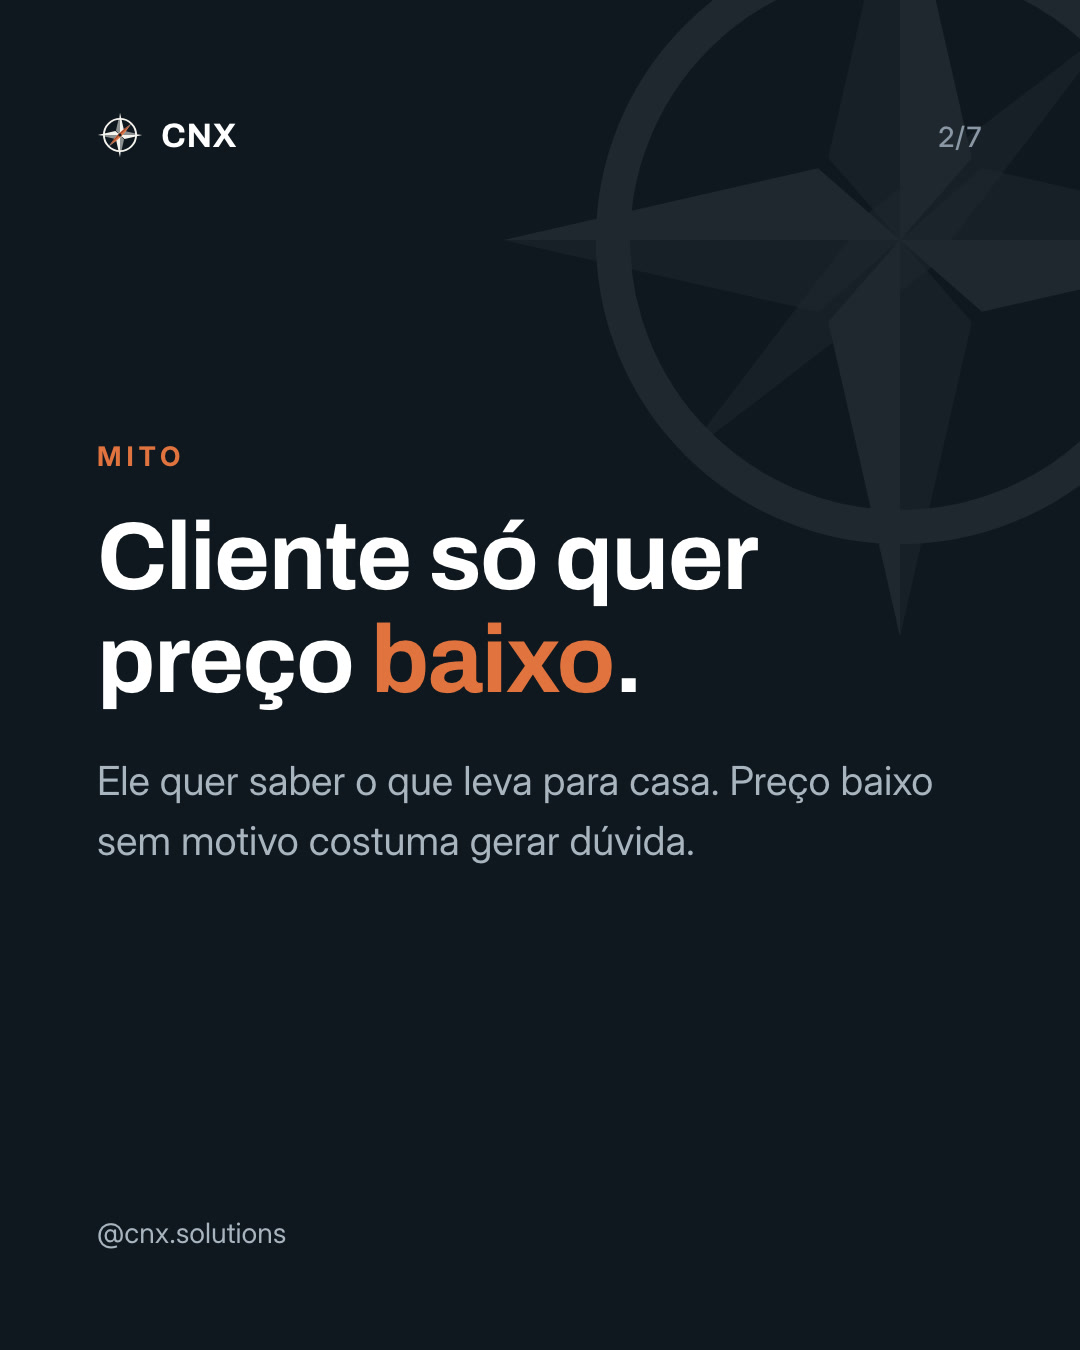 CNX
2/7
MITO
Cliente só quer
preço baixo.
Ele quer saber o que leva para casa. Preço baixo
sem motivo costuma gerar dúvida.
@cnx.solutions